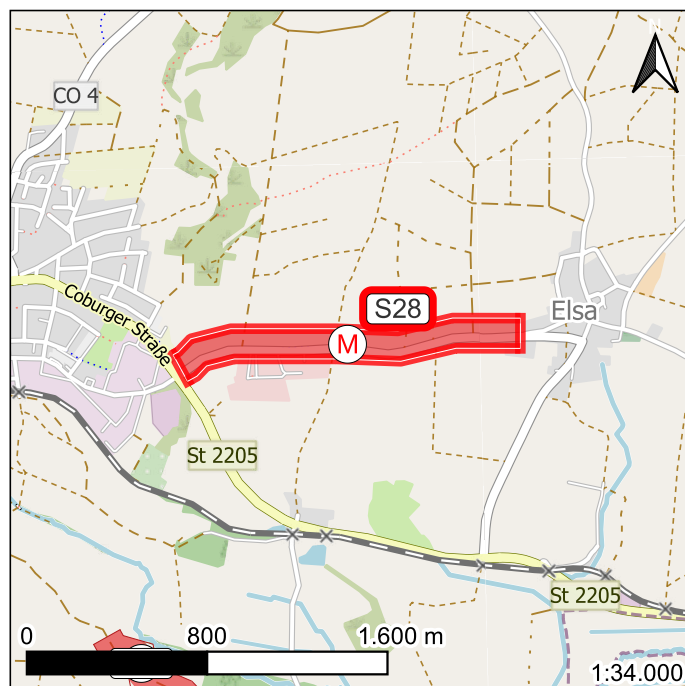 N
CO 4
S28
Elsa
Coburger Straße
M
St 2205
St 2205
0 800 1.600 m
1:34.000